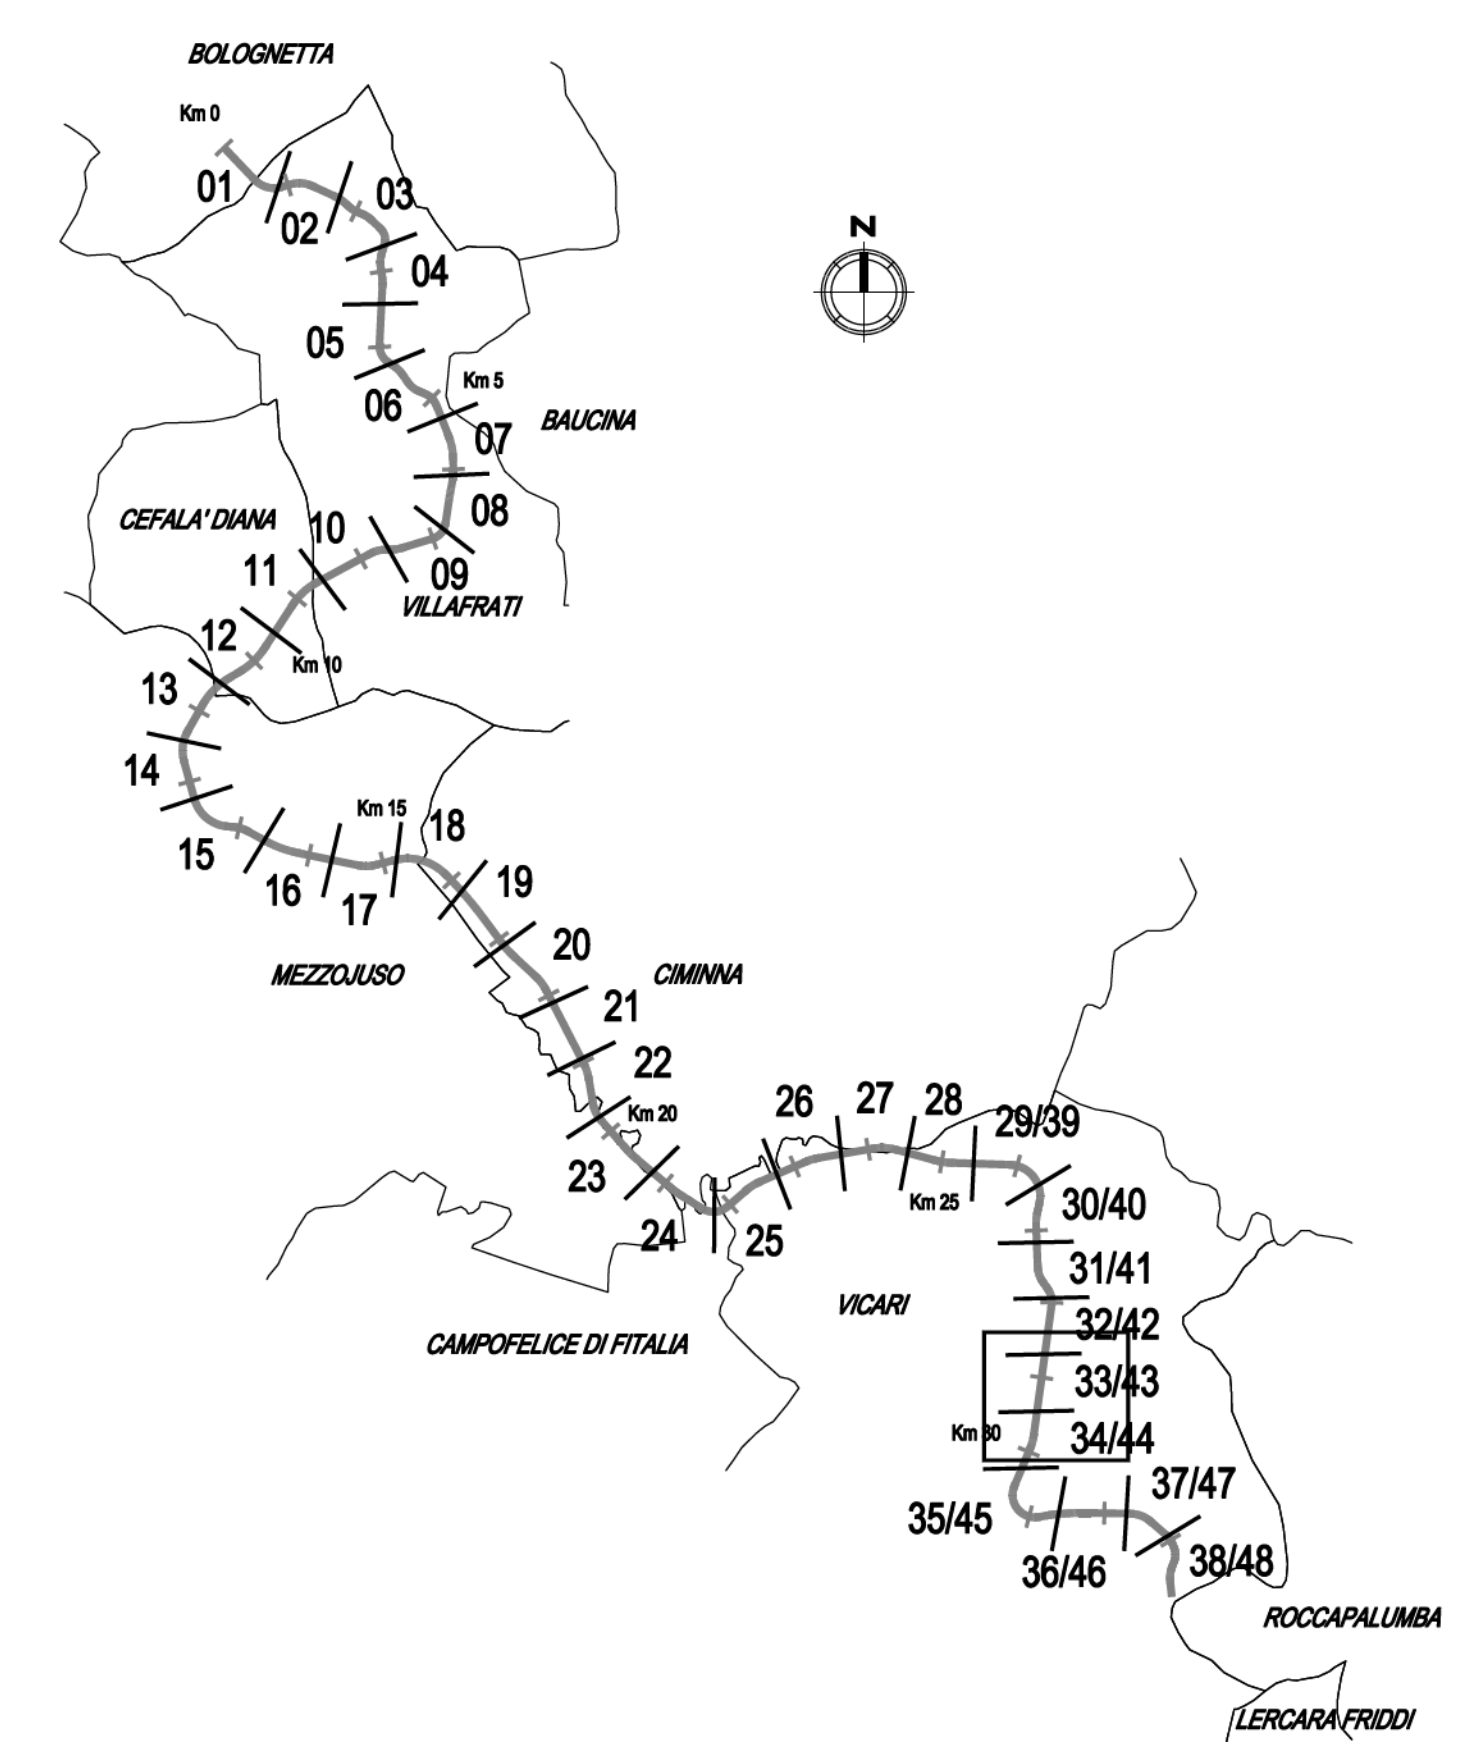 BOLOGNETTA
Km 0
01
02
03
N
04
05
Km 5
06
BAUCINA
07
CEFALA' DIANA
08
10
09
11
VILLAFRATI
12
Km 10
13
14
Km 15
18
15
16
17
19
20
MEZZOJUSO
CIMINNA
21
22
Km 20
26
27
28
29/39
23
Km 25
30/40
24
25
31/41
VICARI
32/42
CAMPOFELICE DI FITALIA
33/43
Km 30
34/44
37/47
35/45
36/46
38/48
ROCCAPALUMBA
LERCARA FRIDDI